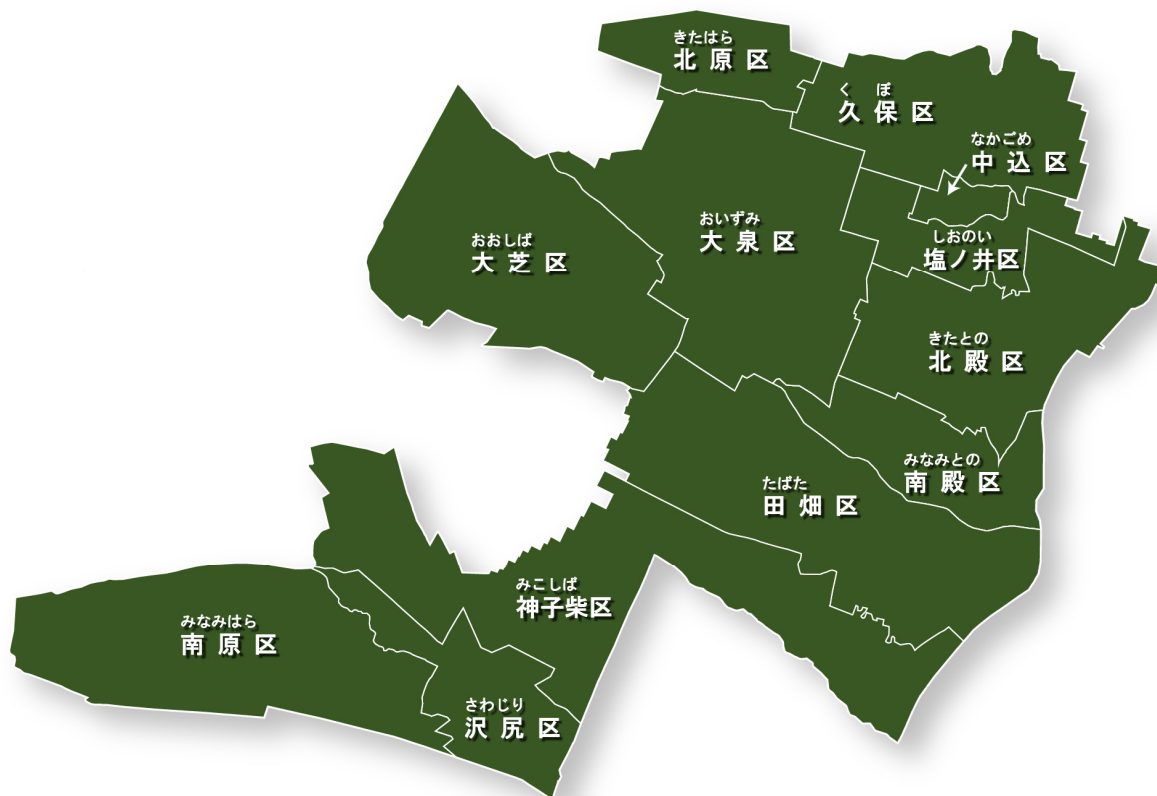 きたはら
北原区
くぼ
久保区
なかごめ
中込区
おいずみ
大泉区
おおしば
大芝区
しおのい
塩ノ井区
きたとの
北殿区
みなみとの
南殿区
たばた
田畑区
みこしば
神子柴区
みなみはら
南原区
さわじり
沢尻区